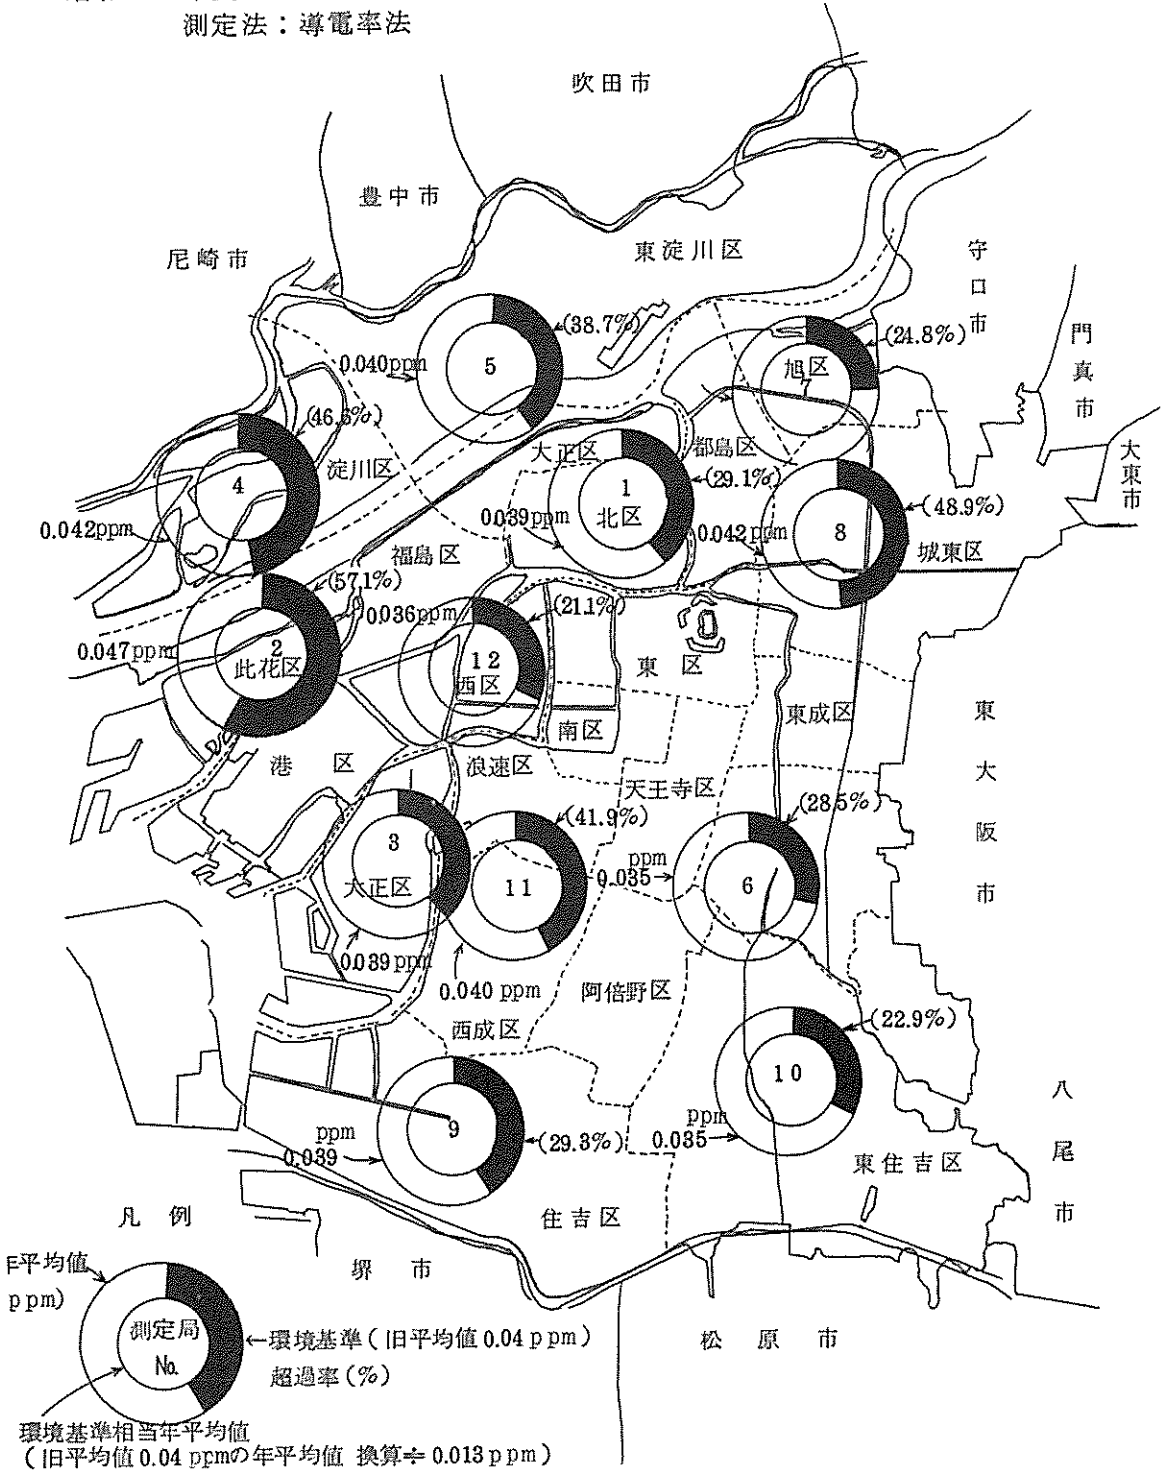 測定法：導電率法
吹田市
豊中市
尼崎市
東淀川区
守口市
門真市
大東市
(38.7%)
0.040ppm
5
(24.8%)
旭区
7
(46.6%)
淀川区
4
0.042ppm
大正区
都島区
1
北区
(29.1%)
0.039ppm
0.042ppm
8
(48.9%)
城東区
福島区
(57.1%)
0.036ppm
(21.1%)
0.047ppm
2
此花区
12
西区
東区
南区
東成区
東大阪市
港区
浪速区
天王寺区
3
大正区
0.039ppm
(41.9%)
11
0.040 ppm
(28.5%)
ppm
0.035
6
阿倍野区
西成区
(22.9%)
10
ppm
0.035
ppm
0.039
9
(29.3%)
東住吉区
八尾市
住吉区
堺市
松原市
凡例
平均値
ppm)
測定局
No.
←環境基準(旧平均値0.04ppm)
超過率(%)
環境基準相当年平均値
(旧平均値0.04ppmの年平均値 換算≑0.013ppm)